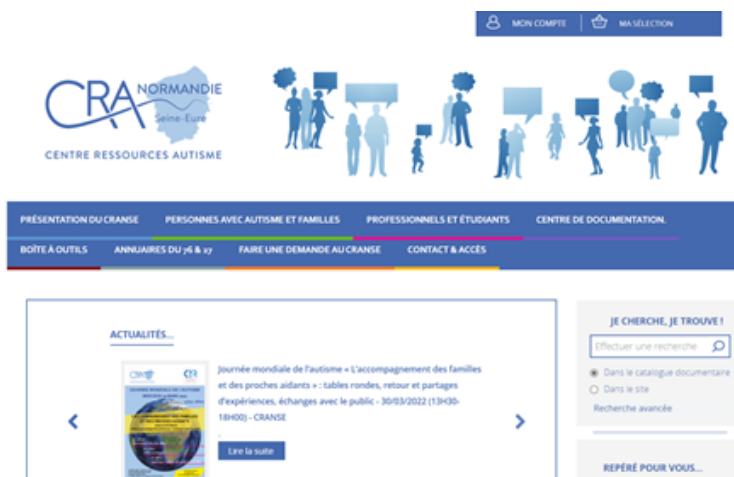 MON COMPTE
MA SÉLECTION
CRA NORMANDIE
Seine-Eure
CENTRE RESSOURCES AUTISME
PRÉSENTATION DU CRANSE
PERSONNES AVEC AUTISME ET FAMILLES
PROFESSIONNELS ET ÉTUDIANTS
CENTRE DE DOCUMENTATION.
BOÎTE À OUTILS
ANNUAIRES DU 76 & 27
FAIRE UNE DEMANDE AU CRANSE
CONTACT & ACCÈS
ACTUALITÉS...
Journée mondiale de l'autisme « L'accompagnement des familles
et des proches aidants » : tables rondes, retour et partages
d'expériences, échanges avec le public - 30/03/2022 (13H30-
18H00) - CRANSE
.
Lire la suite
JE CHERCHE, JE TROUVE !
Effectuer une recherche
Dans le catalogue documentaire
Dans le site
Recherche avancée
REPÉRÉ POUR VOUS...